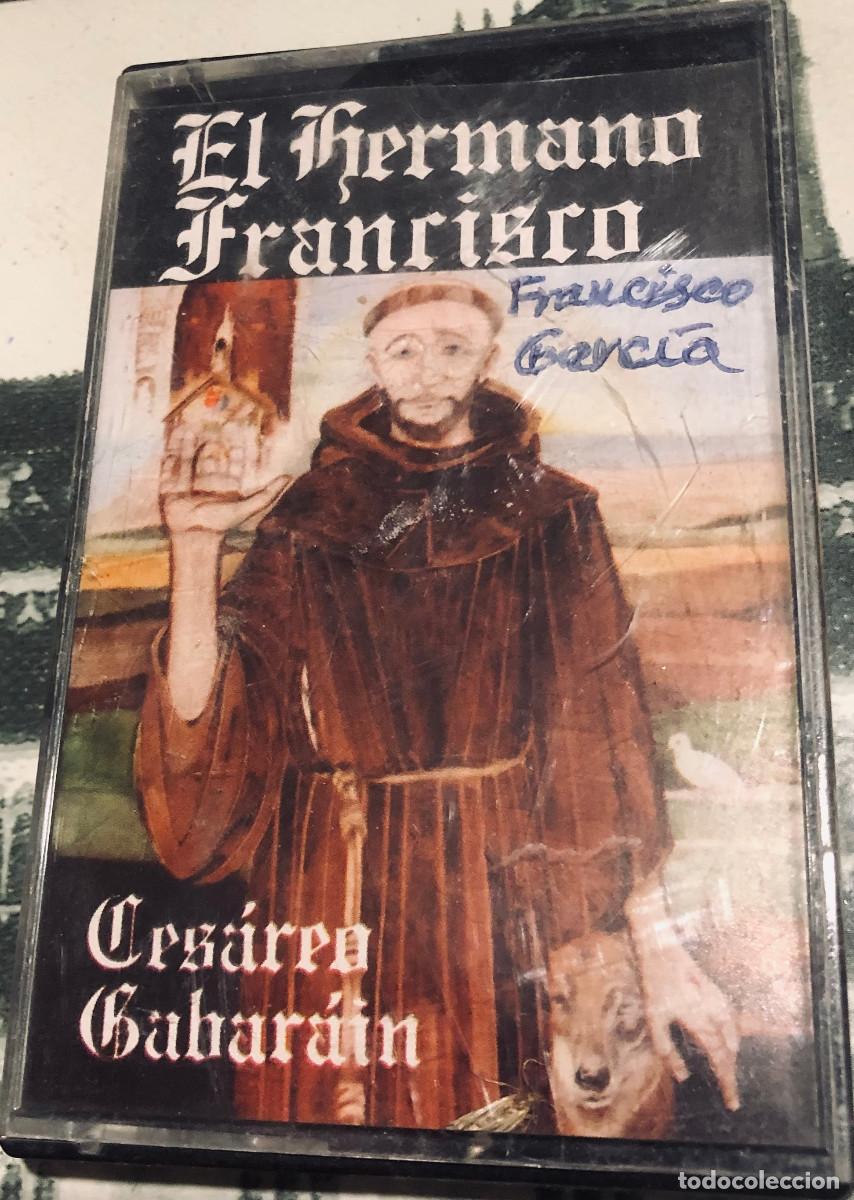 El hermano
Francisco
Francisco
García
Cesáreo
Gabaráin
todocoleccion